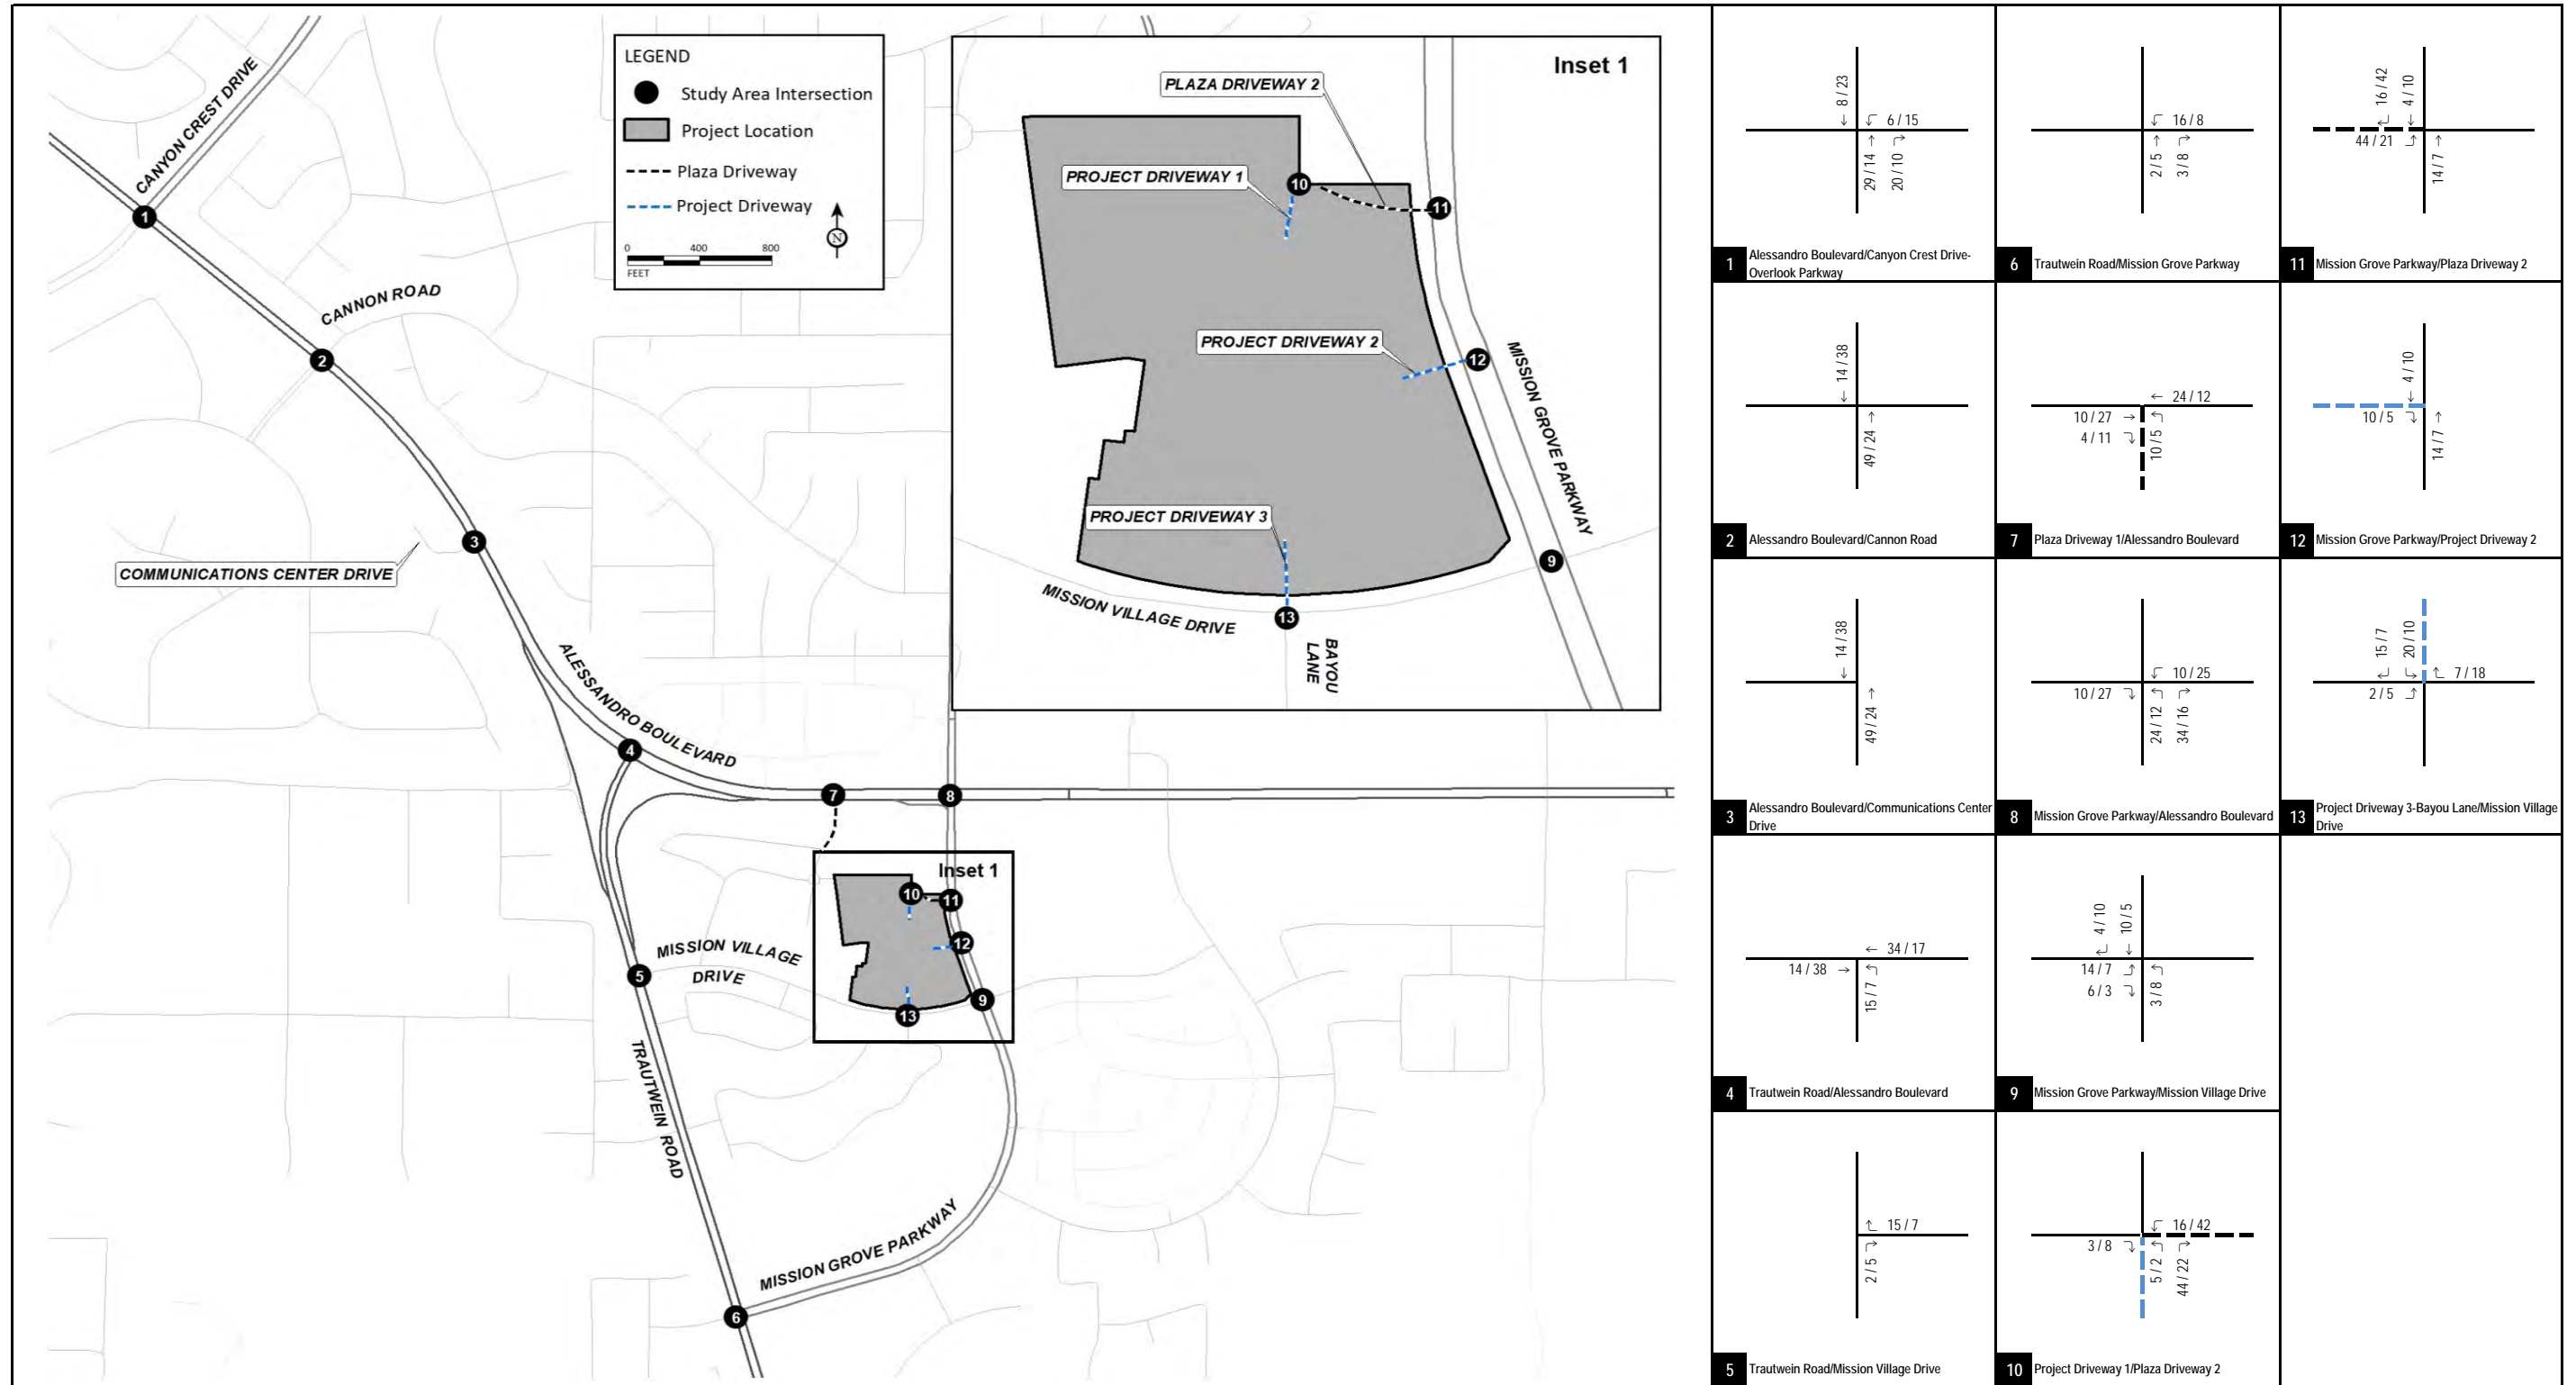 LEGEND
Study Area Intersection
Project Location
Plaza Driveway
Project Driveway
N
0 400 800
FEET
Inset 1
PLAZA DRIVEWAY 2
PROJECT DRIVEWAY 1
10
11
PROJECT DRIVEWAY 2
12
MISSION GROVE PARKWAY
PROJECT DRIVEWAY 3
9
13
MISSION VILLAGE DRIVE
BAYOU
LANE
CANYON CREST DRIVE
1
CANNON ROAD
2
3
COMMUNICATIONS CENTER DRIVE
ALESSANDRO BOULEVARD
4
7
8
Inset 1
10
11
12
MISSION VILLAGE
DRIVE
5
9
13
TRAUTWEIN ROAD
MISSION GROVE PARKWAY
6
8 / 23
6 / 15
29 / 14
20 / 10
1 Alessandro Boulevard/Canyon Crest Drive-
Overlook Parkway
16 / 8
2 / 5
3 / 8
6 Trautwein Road/Mission Grove Parkway
16 / 42
4 / 10
44 / 21
14 / 7
11 Mission Grove Parkway/Plaza Driveway 2
14 / 38
49 / 24
2 Alessandro Boulevard/Cannon Road
24 / 12
10 / 27
4 / 11
10 / 5
7 Plaza Driveway 1/Alessandro Boulevard
4 / 10
10 / 5
14 / 7
12 Mission Grove Parkway/Project Driveway 2
14 / 38
49 / 24
3 Alessandro Boulevard/Communications Center
Drive
10 / 25
10 / 27
24 / 12
34 / 16
8 Mission Grove Parkway/Alessandro Boulevard
15 / 7
20 / 10
7 / 18
2 / 5
13 Project Driveway 3-Bayou Lane/Mission Village
Drive
34 / 17
14 / 38
15 / 7
4 Trautwein Road/Alessandro Boulevard
4 / 10
10 / 5
14 / 7
6 / 3
3 / 8
9 Mission Grove Parkway/Mission Village Drive
15 / 7
2 / 5
5 Trautwein Road/Mission Village Drive
16 / 42
3 / 8
5 / 2
44 / 22
10 Project Driveway 1/Plaza Driveway 2